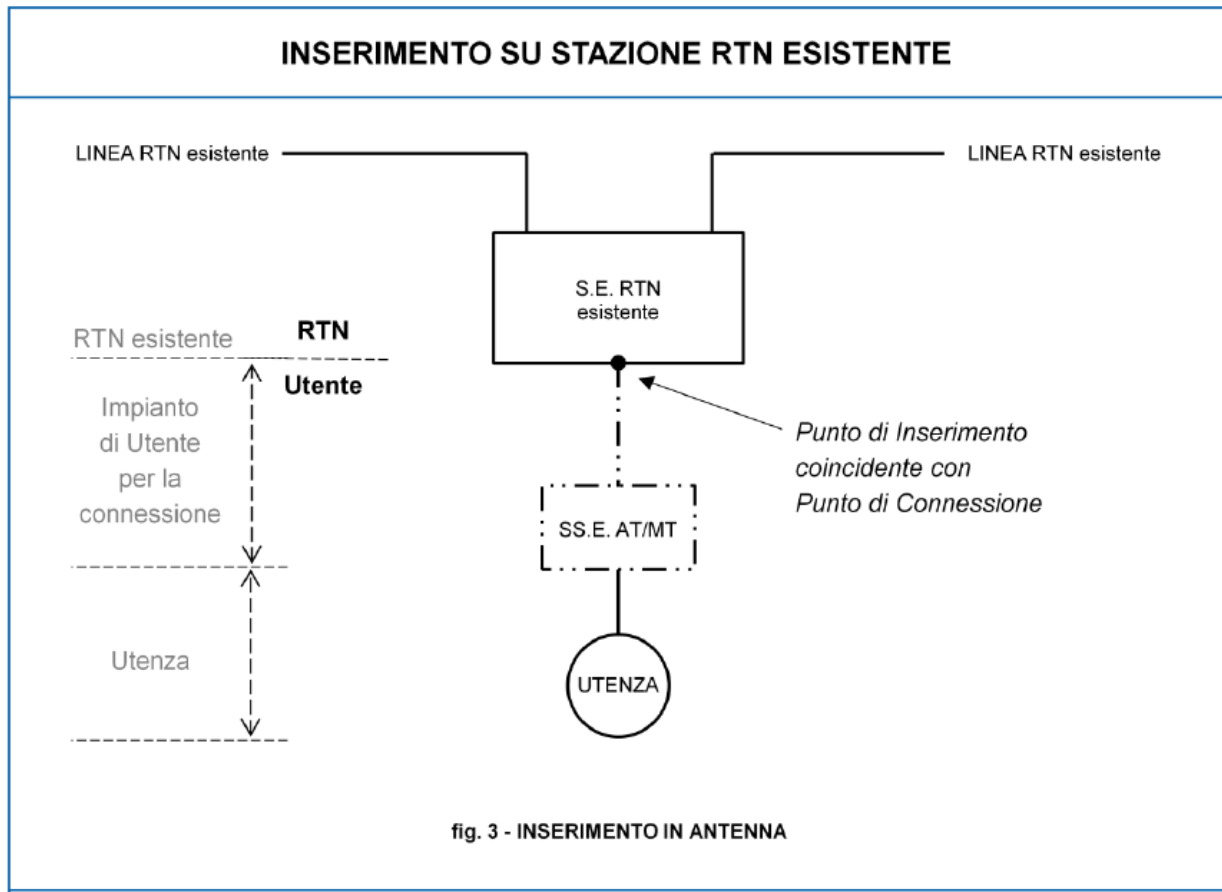 INSERIMENTO SU STAZIONE RTN ESISTENTE
LINEA RTN esistente
LINEA RTN esistente
S.E. RTN
esistente
RTN esistente
RTN
Utente
Impianto
di Utente
per la
connessione
Punto di Inserimento
coincidente con
Punto di Connessione
SS.E. AT/MT
Utenza
UTENZA
fig. 3 - INSERIMENTO IN ANTENNA